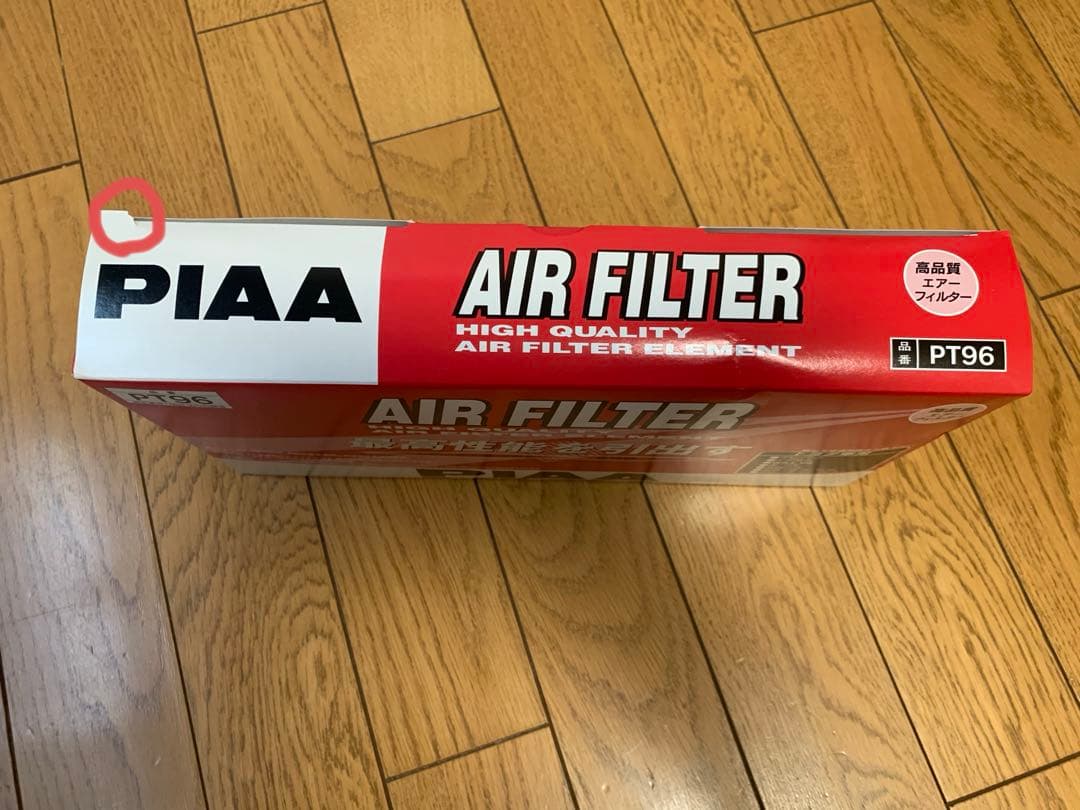 PIAA
AIR FILTER
HIGH QUALITY
AIR FILTER ELEMENT
高品質
エアー
フィルター
品番
PT96
PT96
AIR FILTER
最高性能を引出す
PIAA